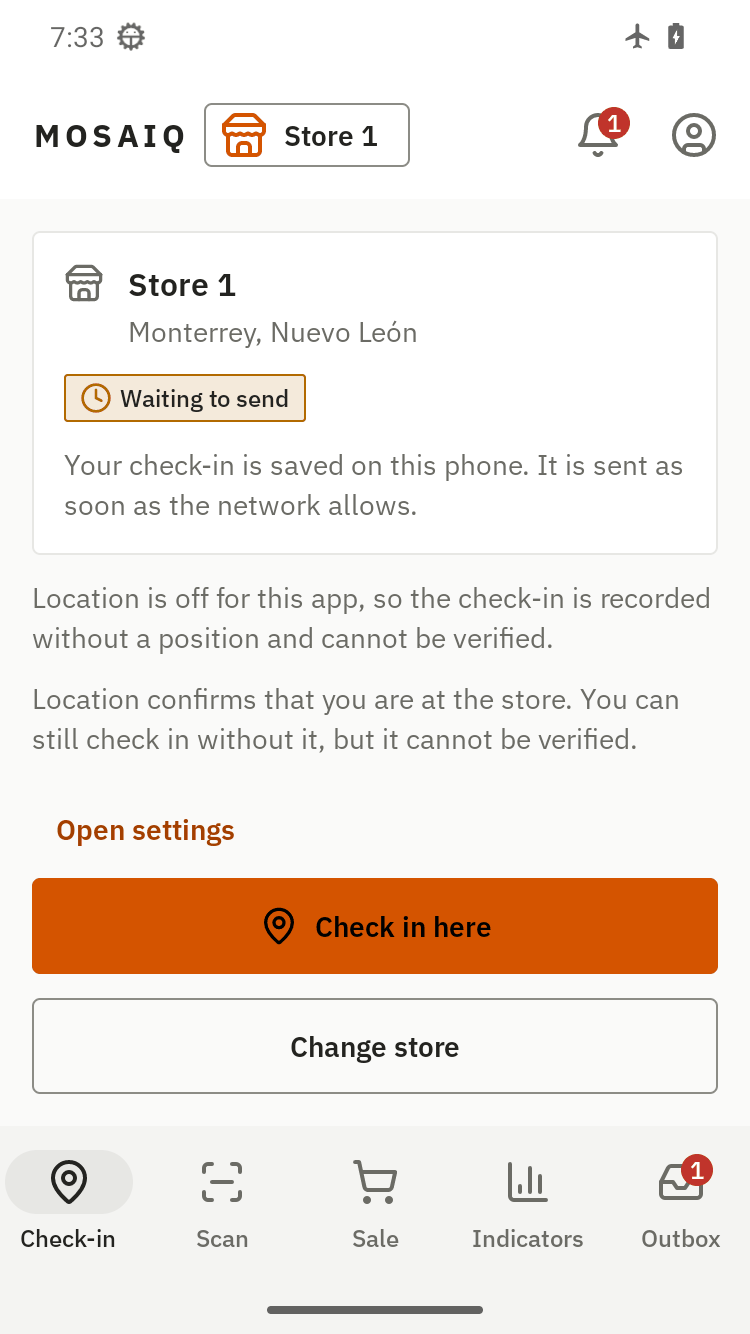 7:33
MOSAIQ
Store 1
1
Store 1
Monterrey, Nuevo León
Waiting to send
Your check-in is saved on this phone. It is sent as
soon as the network allows.
Location is off for this app, so the check-in is recorded
without a position and cannot be verified.
Location confirms that you are at the store. You can
still check in without it, but it cannot be verified.
Open settings
Check in here
Change store
1
Check-in
Scan
Sale
Indicators
Outbox